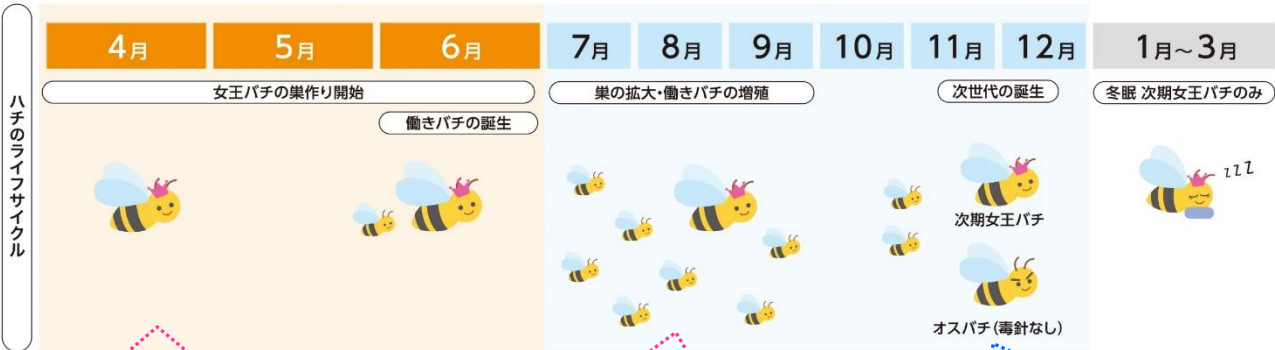 ハチのライフサイクル
4月 5月 6月 7月 8月 9月 10月 11月 12月 1月～3月
女王バチの巣作り開始 巣の拡大・働きバチの増殖 次世代の誕生 冬眠 次期女王バチのみ
働きバチの誕生
zzz
次期女王バチ
オスバチ(毒針なし)